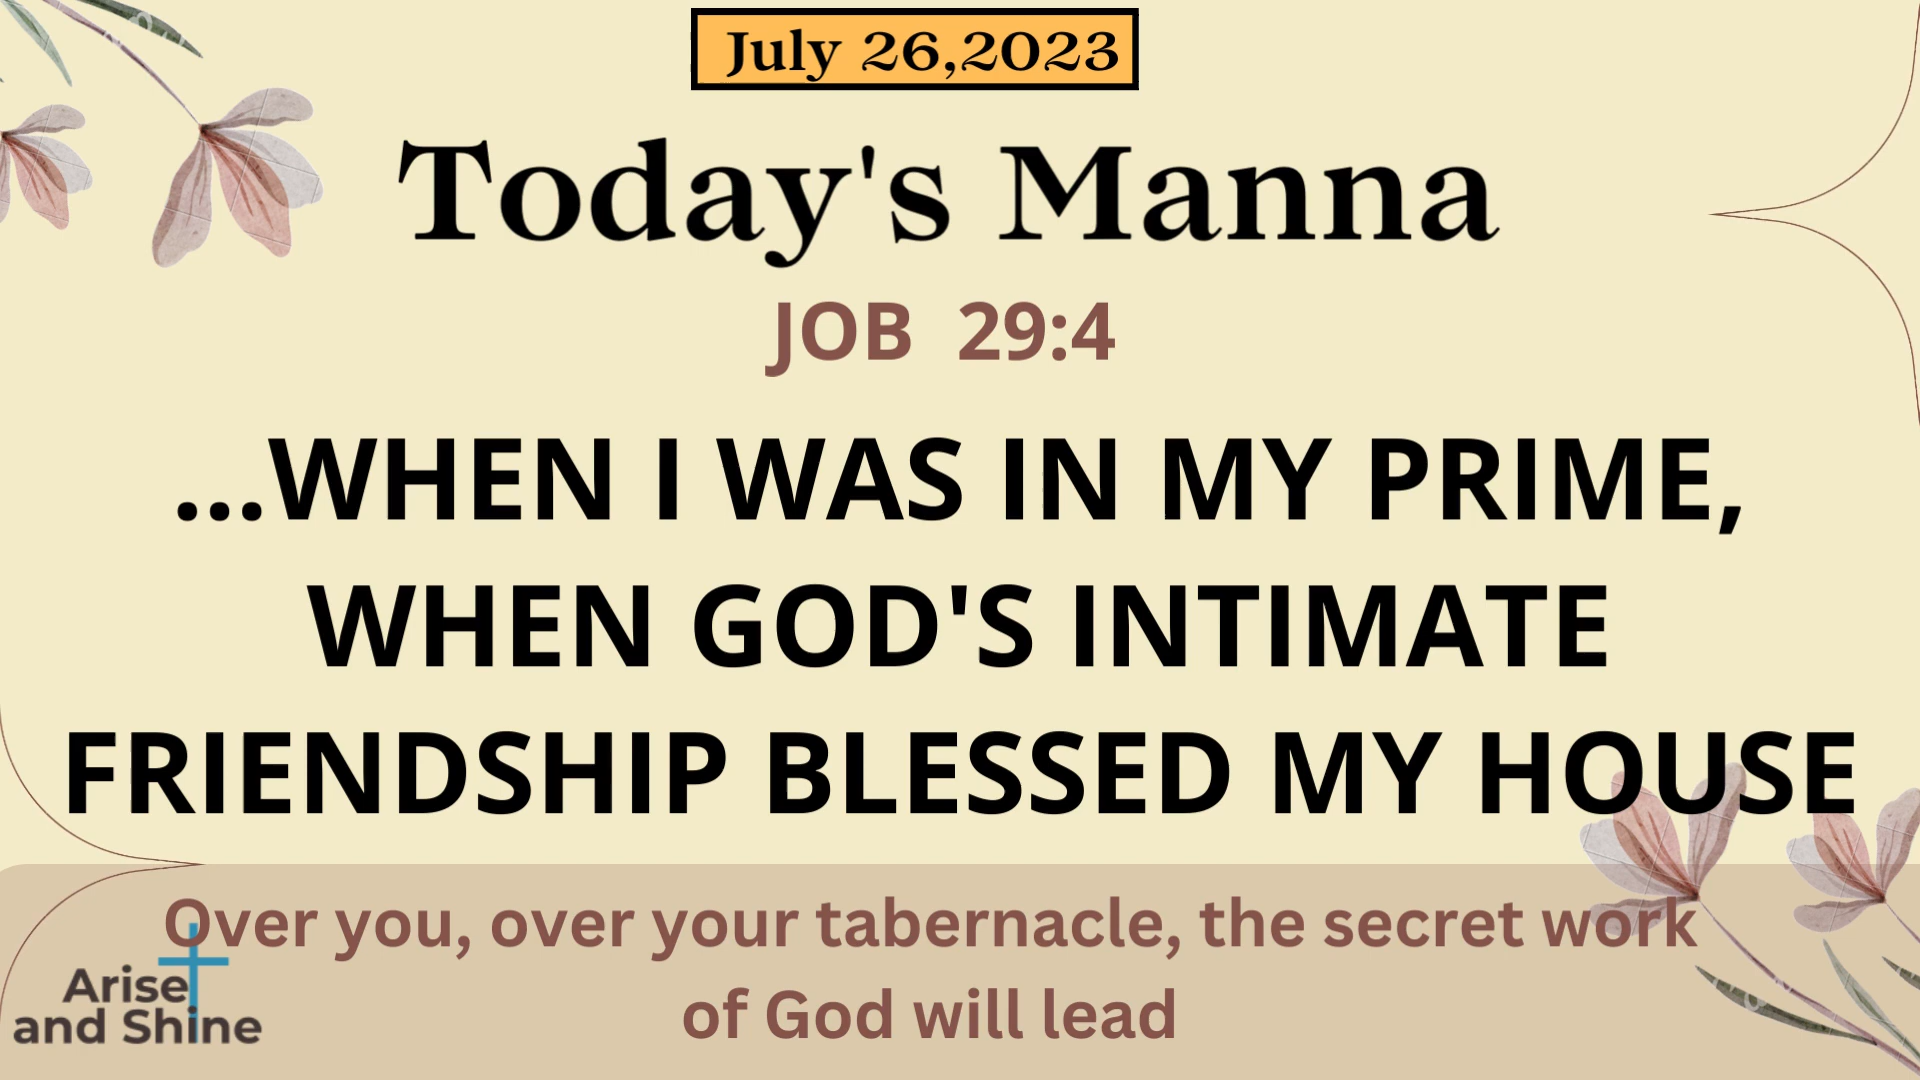 July 26,2023
Today's Manna
JOB 29:4
...WHEN I WAS IN MY PRIME,
WHEN GOD'S INTIMATE
FRIENDSHIP BLESSED MY HOUSE
Over you, over your tabernacle, the secret work
of God will lead
Arise
and Shine